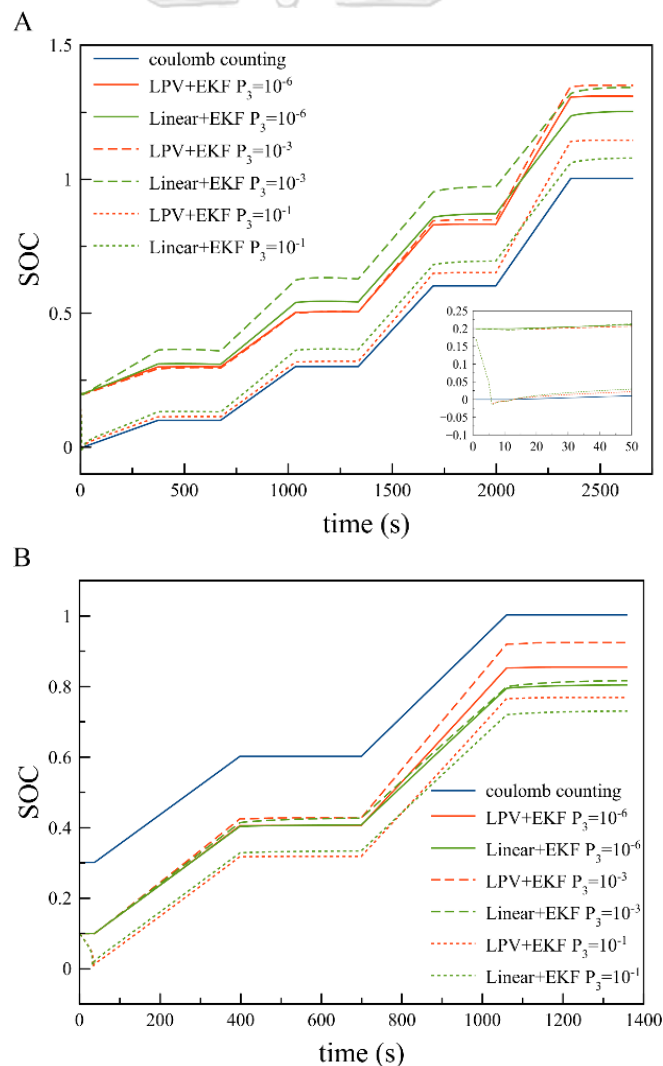 A
1.5
1
0.5
0
SOC
coulomb counting
LPV+EKF P₃=10⁻⁶
Linear+EKF P₃=10⁻⁶
LPV+EKF P₃=10⁻³
Linear+EKF P₃=10⁻³
LPV+EKF P₃=10⁻¹
Linear+EKF P₃=10⁻¹
0.25
0.2
0.15
0.1
0.05
0
−0.05
−0.1
0 10 20 30 40 50
0 500 1000 1500 2000 2500
time (s)
B
1
0.8
0.6
0.4
0.2
0
SOC
coulomb counting
LPV+EKF P₃=10⁻⁶
Linear+EKF P₃=10⁻⁶
LPV+EKF P₃=10⁻³
Linear+EKF P₃=10⁻³
LPV+EKF P₃=10⁻¹
Linear+EKF P₃=10⁻¹
0 200 400 600 800 1000 1200 1400
time (s)